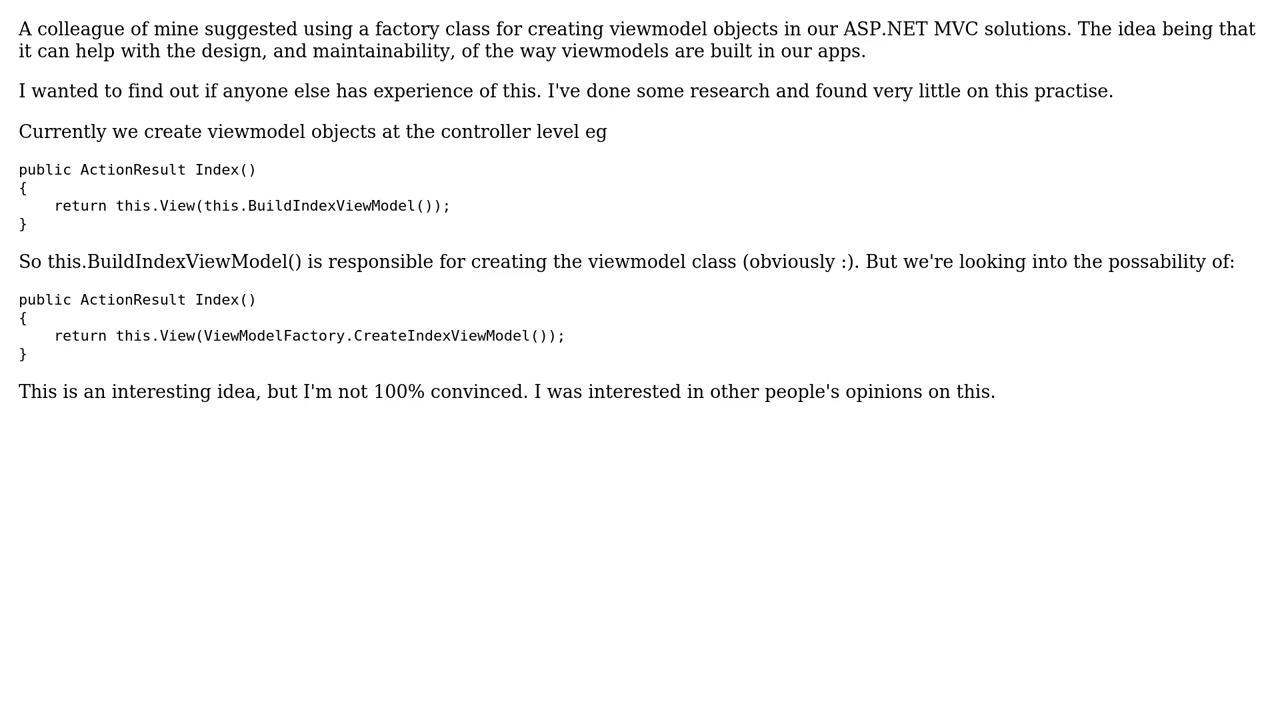 A colleague of mine suggested using a factory class for creating viewmodel objects in our ASP.NET MVC solutions. The idea being that
it can help with the design, and maintainability, of the way viewmodels are built in our apps.
I wanted to find out if anyone else has experience of this. I've done some research and found very little on this practise.
Currently we create viewmodel objects at the controller level eg
public ActionResult Index()
{
    return this.View(this.BuildIndexViewModel());
}
So this.BuildIndexViewModel() is responsible for creating the viewmodel class (obviously :). But we're looking into the possability of:
public ActionResult Index()
{
    return this.View(ViewModelFactory.CreateIndexViewModel());
}
This is an interesting idea, but I'm not 100% convinced. I was interested in other people's opinions on this.